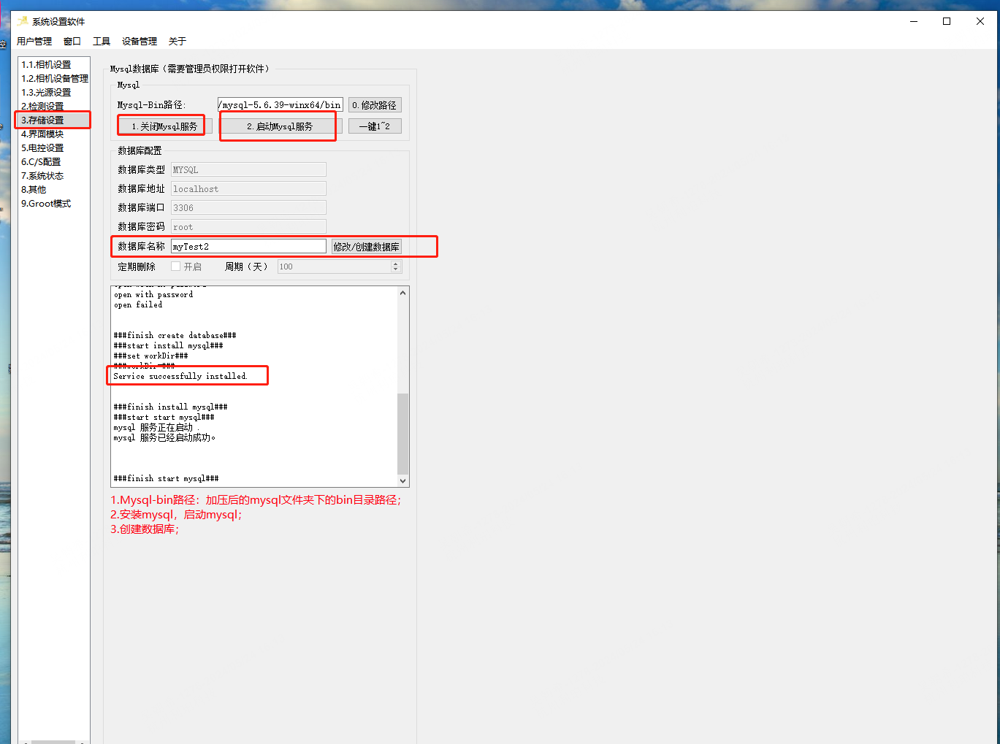 系统设置软件
用户管理 窗口 工具 设备管理 关于
1.1.相机设置
1.2.相机设备管理
1.3.光源设置
2.检测设置
3.存储设置
4.界面模块
5.电控设置
6.C/S配置
7.系统状态
8.其他
9.Groot模式
Mysql数据库（需要管理员权限打开软件）
Mysql
Mysql-Bin路径: /mysql-5.6.39-winx64/bin 0.修改路径
1.关闭Mysql服务 2.启动Mysql服务 一键1~2
数据库配置
数据库类型 MYSQL
数据库地址 localhost
数据库端口 3306
数据库密码 root
数据库名称 myTest2 修改/创建数据库
定期删除 开启 周期（天） 100
open with password
open failed
###finish create database###
###start install mysql###
###set workDir###
###workDir=###
Service successfully installed.
###finish install mysql###
###start start mysql###
mysql 服务正在启动 .
mysql 服务已经启动成功。
###finish start mysql###
1.Mysql-bin路径：加压后的mysql文件夹下的bin目录路径；
2.安装mysql，启动mysql；
3.创建数据库；